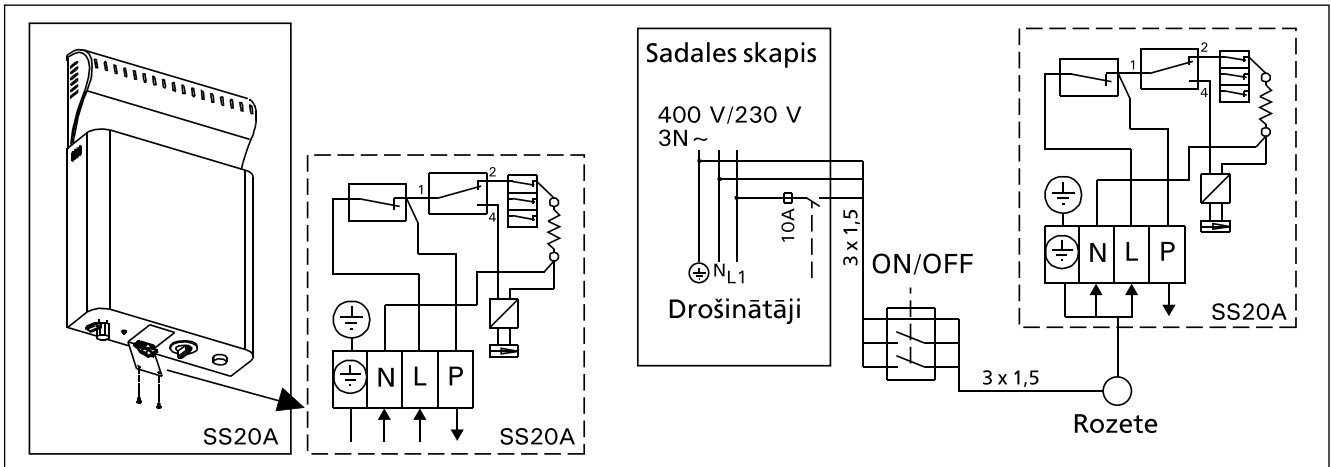 SS20A
1
2
4
N L P
SS20A
Sadales skapis
400 V/230 V
3N ~
10A
N
L1
Drošinātāji
3 x 1,5
ON/OFF
3 x 1,5
Rozete
1
2
4
N L P
SS20A